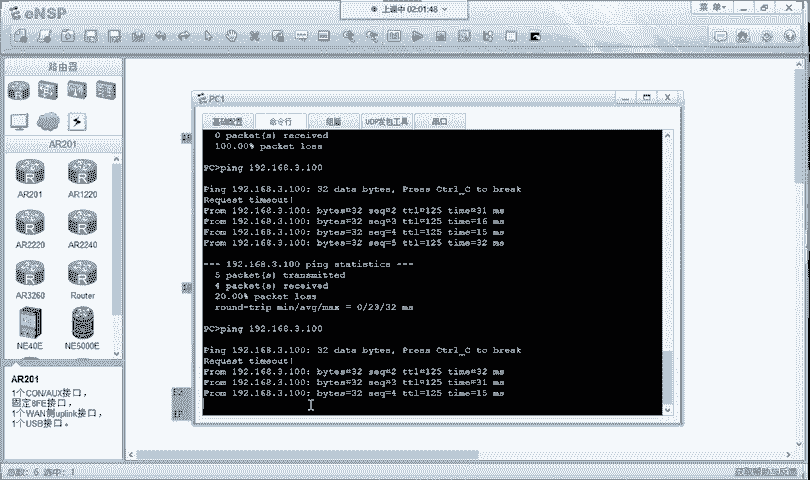 上课中 02:01:48
菜 单
eNSP
路由器
AR201
AR201
AR1220
AR2220
AR2240
AR3260
Router
NE40E
NE5000E
AR201
1个CON/AUX接口，
固定8FE接口，
1个WAN侧uplink接口，
1个USB接口。
PC1
基础配置
命令行
组播
UDP发包工具
串口
0 packet(s) received
100.00% packet loss
PC>ping 192.168.3.100
Ping 192.168.3.100: 32 data bytes, Press Ctrl_C to break
Request timeout!
From 192.168.3.100: bytes=32 seq=2 ttl=125 time=31 ms
From 192.168.3.100: bytes=32 seq=3 ttl=125 time=16 ms
From 192.168.3.100: bytes=32 seq=4 ttl=125 time=15 ms
From 192.168.3.100: bytes=32 seq=5 ttl=125 time=32 ms
--- 192.168.3.100 ping statistics ---
5 packet(s) transmitted
4 packet(s) received
20.00% packet loss
round-trip min/avg/max = 0/23/32 ms
PC>ping 192.168.3.100
Ping 192.168.3.100: 32 data bytes, Press Ctrl_C to break
Request timeout!
From 192.168.3.100: bytes=32 seq=2 ttl=125 time=32 ms
From 192.168.3.100: bytes=32 seq=3 ttl=125 time=31 ms
From 192.168.3.100: bytes=32 seq=4 ttl=125 time=15 ms
总数: 6 选中: 1
获取帮助与反馈